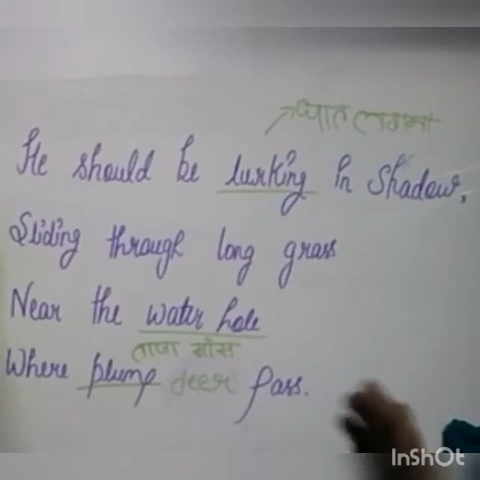 घात लगाना
He should be lurking in shadow,
Sliding through long grass
Near the water hole
ताजा मांस
Where plump deer pass.
InShOt